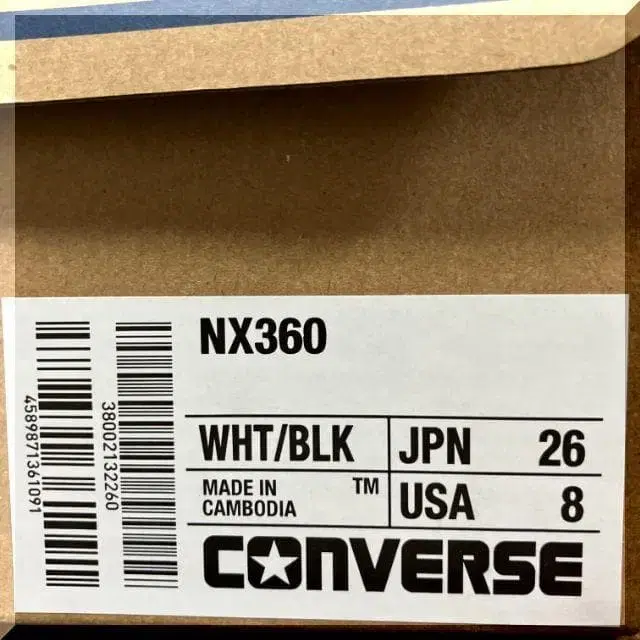 NX360
WHT/BLK
JPN 26
MADE IN
CAMBODIA
TM
USA 8
CONVERSE
4589871361091
38002132260